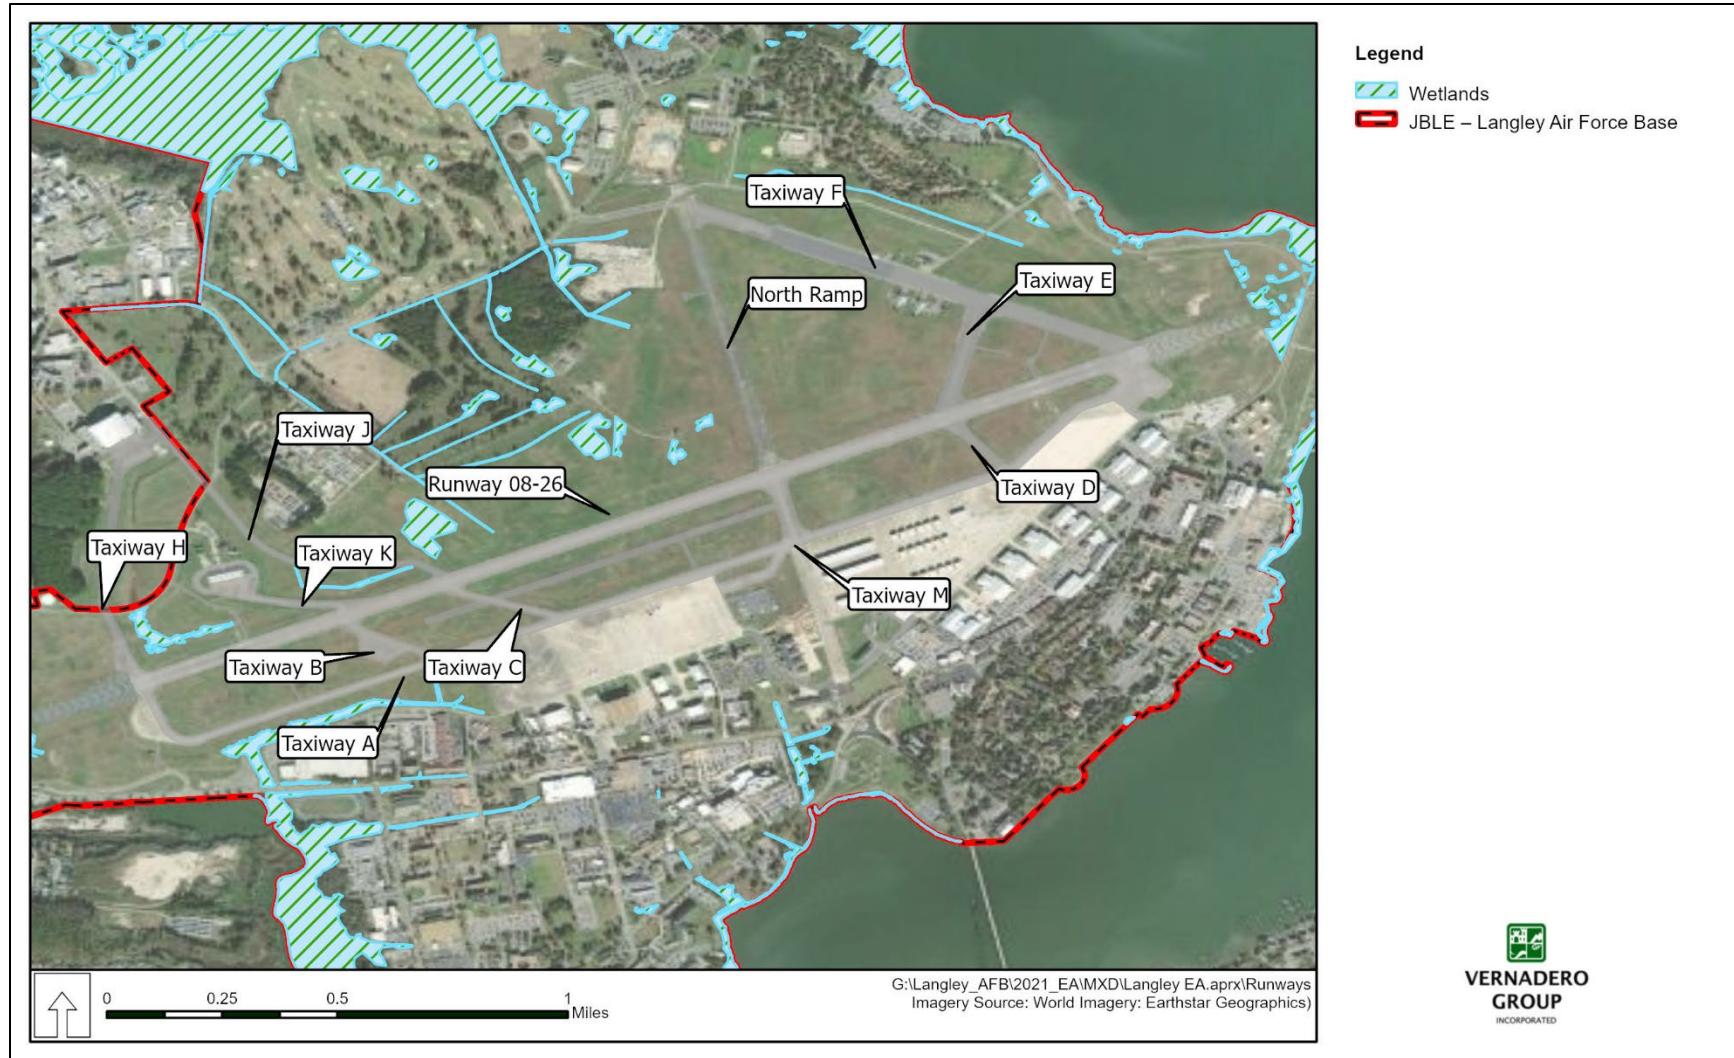 Legend
Wetlands
JBLE – Langley Air Force Base
Taxiway F
Taxiway E
North Ramp
Taxiway J
Runway 08-26
Taxiway D
Taxiway H
Taxiway K
Taxiway M
Taxiway B
Taxiway C
Taxiway A
0 0.25 0.5 1
Miles
G:\Langley_AFB\2021_EA\MXD\Langley EA.aprx\Runways
Imagery Source: World Imagery: Earthstar Geographics)
VERNADERO
GROUP
INCORPORATED